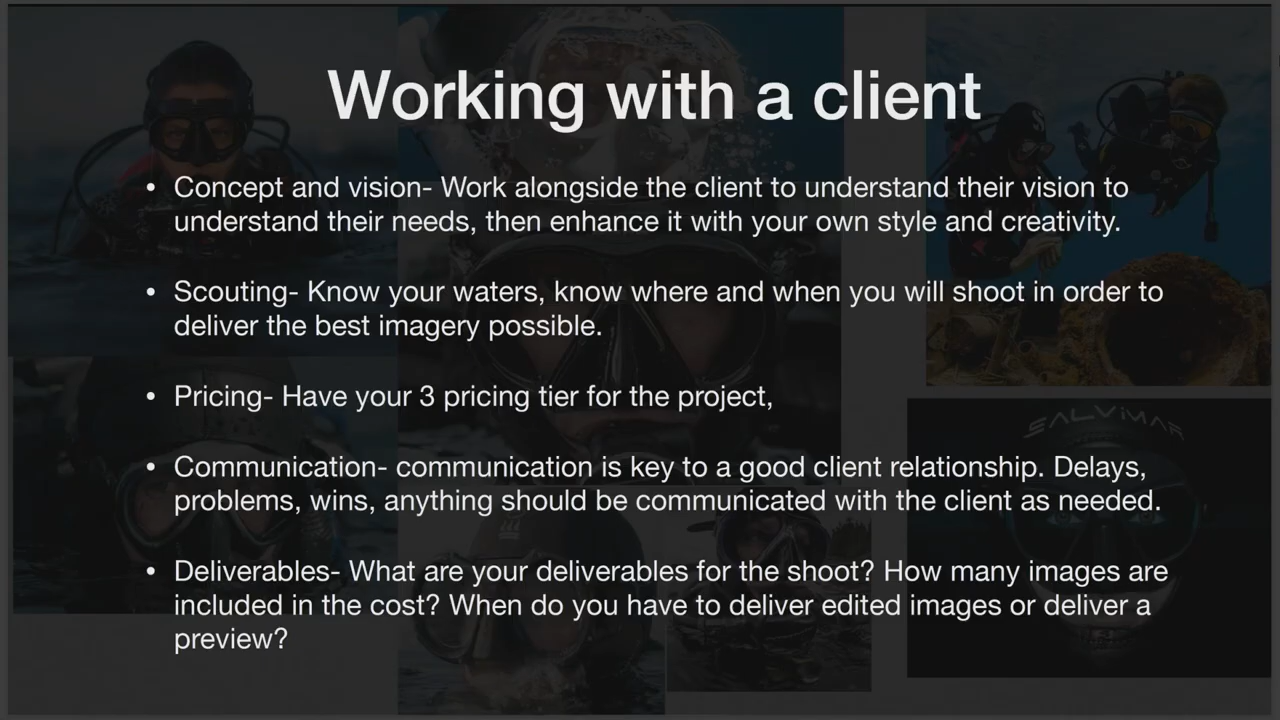 Working with a client
• Concept and vision- Work alongside the client to understand their vision to
understand their needs, then enhance it with your own style and creativity.
• Scouting- Know your waters, know where and when you will shoot in order to
deliver the best imagery possible.
• Pricing- Have your 3 pricing tier for the project,
• Communication- communication is key to a good client relationship. Delays,
problems, wins, anything should be communicated with the client as needed.
• Deliverables- What are your deliverables for the shoot? How many images are
included in the cost? When do you have to deliver edited images or deliver a
preview?
SALVIMAR